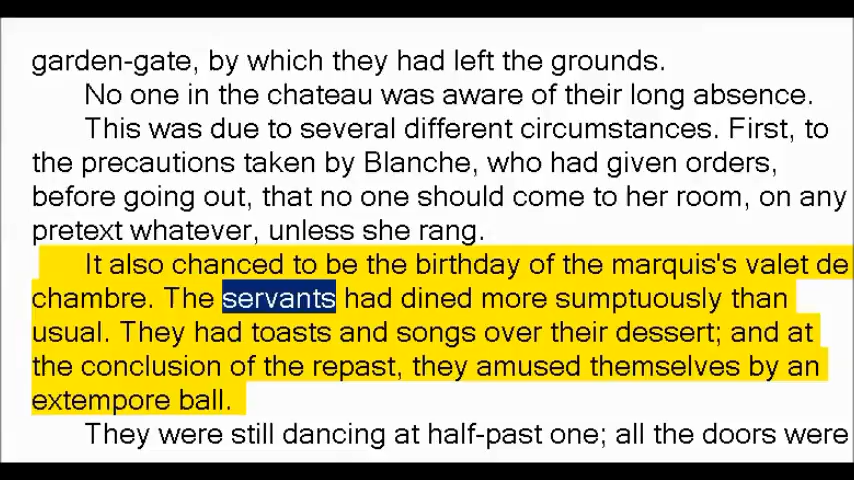 garden-gate, by which they had left the grounds.
No one in the chateau was aware of their long absence.
This was due to several different circumstances. First, to
the precautions taken by Blanche, who had given orders,
before going out, that no one should come to her room, on any
pretext whatever, unless she rang.
It also chanced to be the birthday of the marquis's valet de
chambre. The servants had dined more sumptuously than
usual. They had toasts and songs over their dessert; and at
the conclusion of the repast, they amused themselves by an
extempore ball.
They were still dancing at half-past one; all the doors were